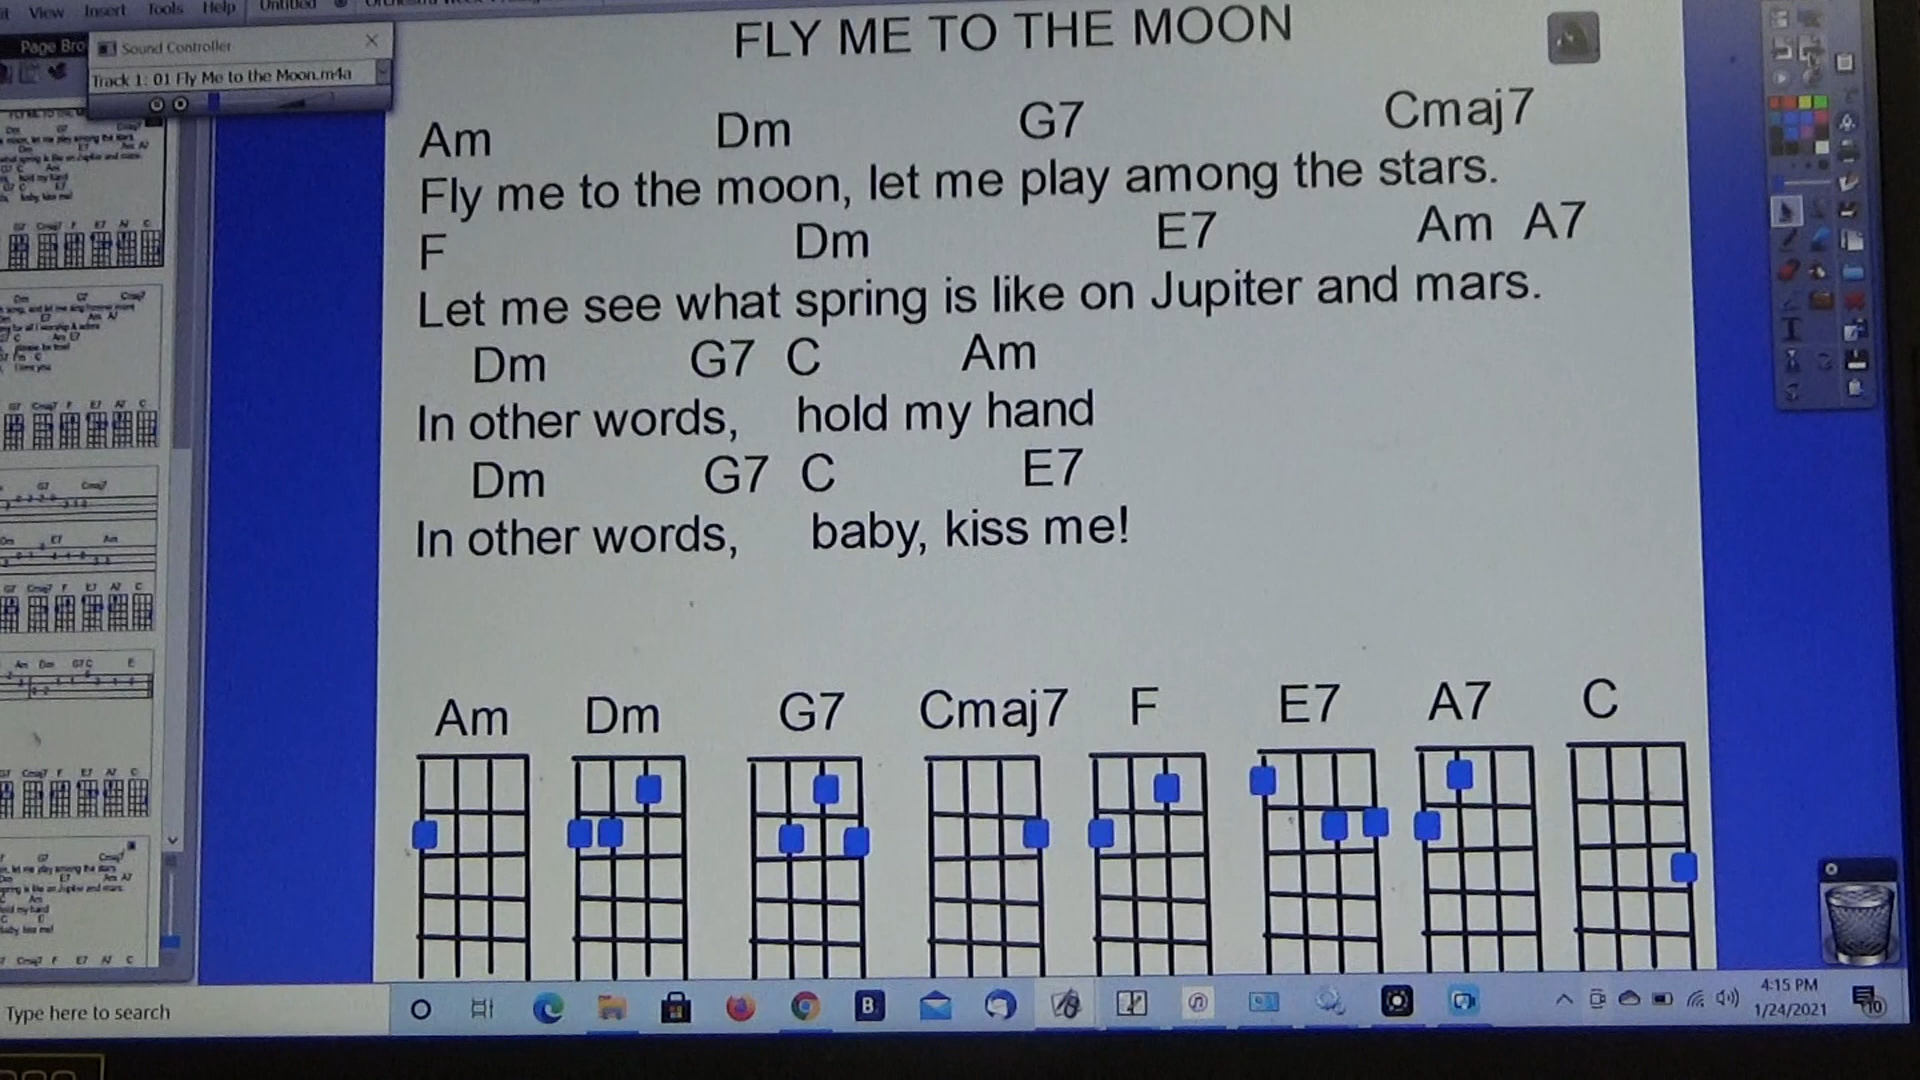 View Insert Tools Help Untitled
Page Bro
Sound Controller
Track 1: 01 Fly Me to the Moon.m4a
FLY ME TO THE MOON
Am Dm G7 Cmaj7
Fly me to the moon, let me play among the stars.
F Dm E7 Am A7
Let me see what spring is like on Jupiter and mars.
Dm G7 C Am
In other words, hold my hand
Dm G7 C E7
In other words, baby, kiss me!
Am Dm G7 Cmaj7 F E7 A7 C
Type here to search
4:15 PM
1/24/2021
10